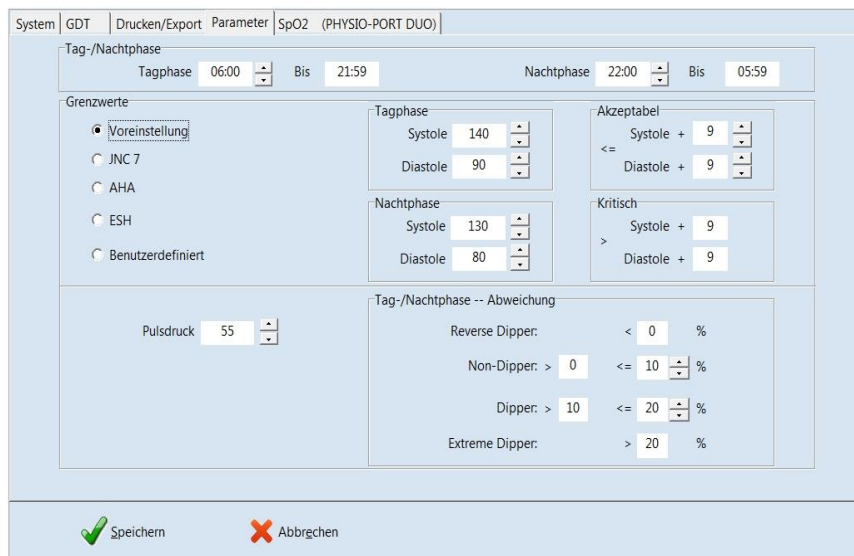 System GDT Drucken/Export Parameter SpO2 (PHYSIO-PORT DUO)
Tag-/Nachtphase
Tagphase 06:00 Bis 21:59 Nachtphase 22:00 Bis 05:59
Grenzwerte
Voreinstellung
JNC 7
AHA
ESH
Benutzerdefiniert
Tagphase
Systole 140
Diastole 90
Akzeptabel
<=
Systole + 9
Diastole + 9
Nachtphase
Systole 130
Diastole 80
Kritisch
>
Systole + 9
Diastole + 9
Pulsdruck 55
Tag-/Nachtphase -- Abweichung
Reverse Dipper: < 0 %
Non-Dipper: > 0 <= 10 %
Dipper: > 10 <= 20 %
Extreme Dipper: > 20 %
Speichern Abbrechen